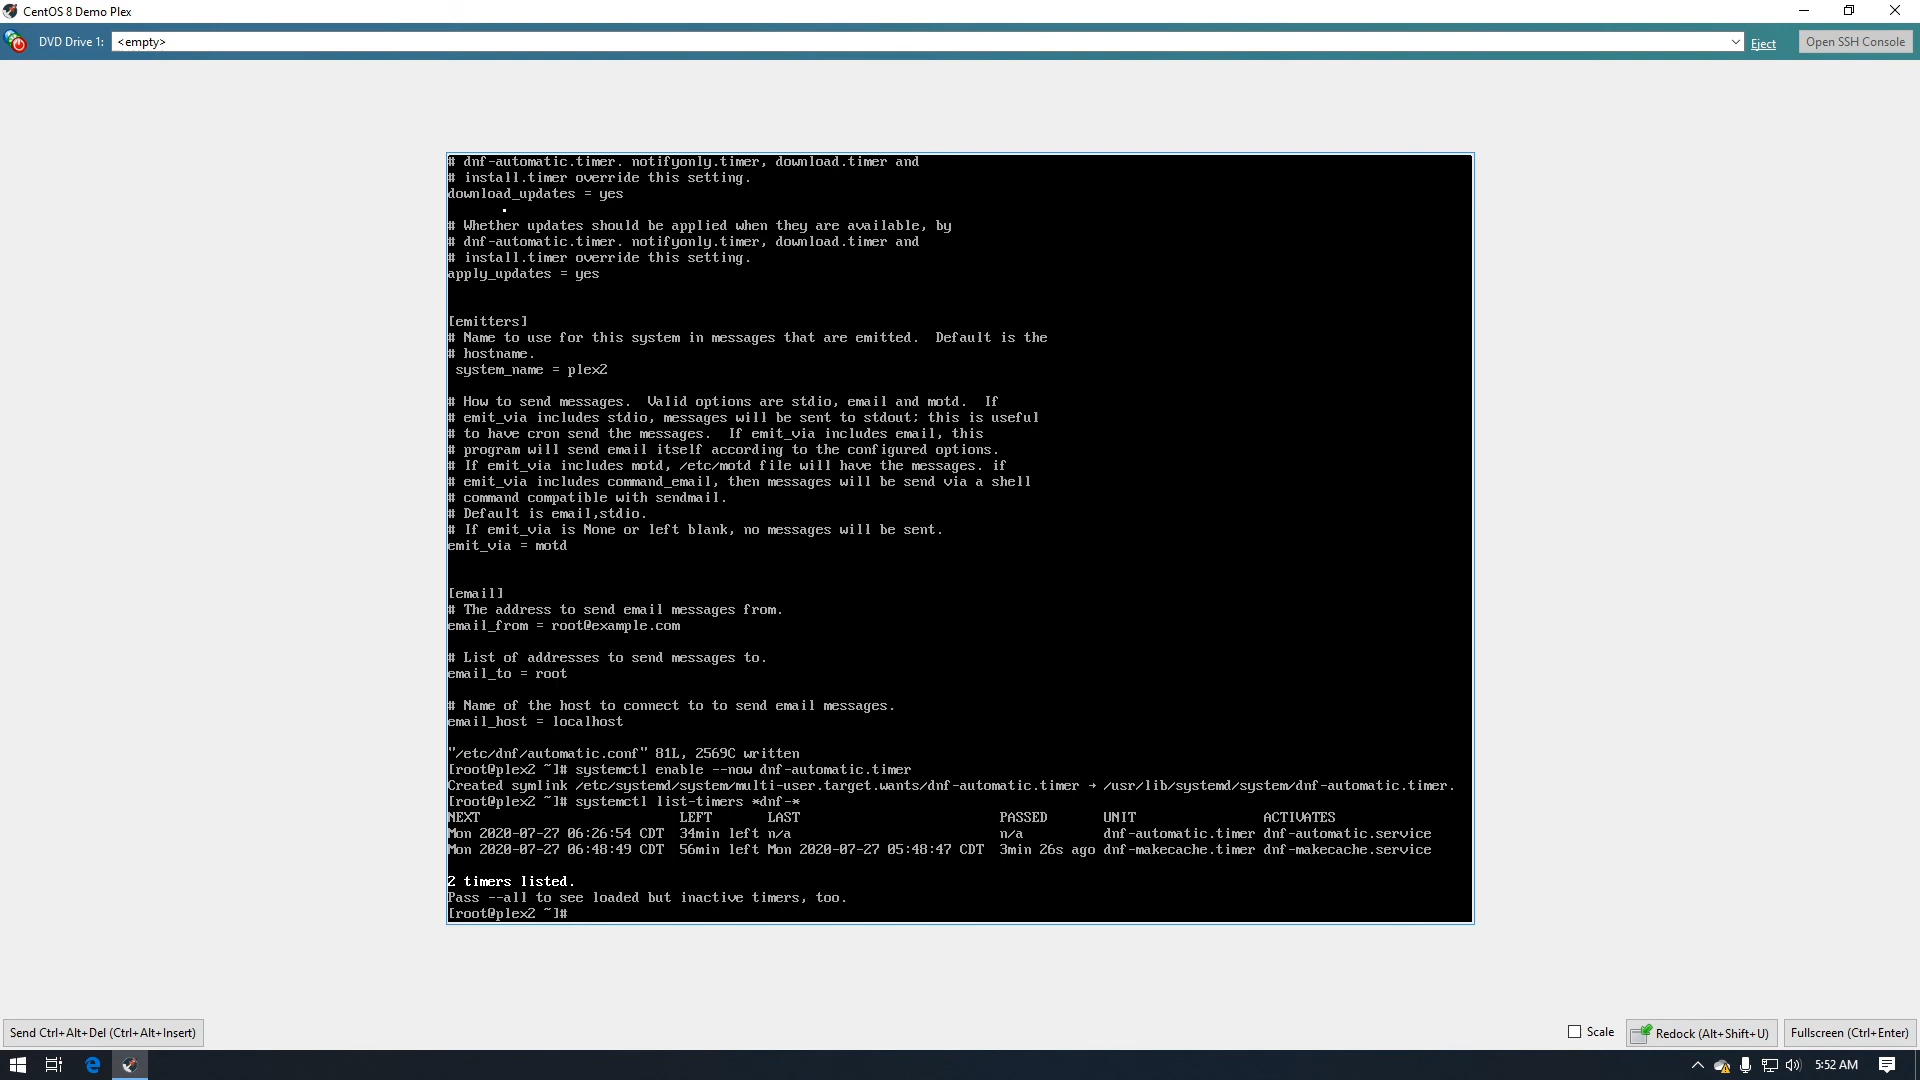 CentOS 8 Demo Plex
DVD Drive 1: <empty> Eject Open SSH Console
# dnf-automatic.timer. notifyonly.timer, download.timer and
# install.timer override this setting.
download_updates = yes
# Whether updates should be applied when they are available, by
# dnf-automatic.timer. notifyonly.timer, download.timer and
# install.timer override this setting.
apply_updates = yes
[emitters]
# Name to use for this system in messages that are emitted.  Default is the
# hostname.
system_name = plex2
# How to send messages.  Valid options are stdio, email and motd.  If
# emit_via includes stdio, messages will be sent to stdout; this is useful
# to have cron send the messages.  If emit_via includes email, this
# program will send email itself according to the configured options.
# If emit_via includes motd, /etc/motd file will have the messages. if
# emit_via includes command_email, then messages will be send via a shell
# command compatible with sendmail.
# Default is email,stdio.
# If emit_via is None or left blank, no messages will be sent.
emit_via = motd
[email]
# The address to send email messages from.
email_from = root@example.com
# List of addresses to send messages to.
email_to = root
# Name of the host to connect to to send email messages.
email_host = localhost
"/etc/dnf/automatic.conf" 81L, 2569C written
[root@plex2 ~]# systemctl enable --now dnf-automatic.timer
Created symlink /etc/systemd/system/multi-user.target.wants/dnf-automatic.timer → /usr/lib/systemd/system/dnf-automatic.timer.
[root@plex2 ~]# systemctl list-timers *dnf-*
NEXT LEFT LAST PASSED UNIT ACTIVATES
Mon 2020-07-27 06:26:54 CDT 34min left n/a n/a dnf-automatic.timer dnf-automatic.service
Mon 2020-07-27 06:48:49 CDT 56min left Mon 2020-07-27 05:48:47 CDT 3min 26s ago dnf-makecache.timer dnf-makecache.service
2 timers listed.
Pass --all to see loaded but inactive timers, too.
[root@plex2 ~]#
Send Ctrl+Alt+Del (Ctrl+Alt+Insert) Scale Redock (Alt+Shift+U) Fullscreen (Ctrl+Enter)
5:52 AM